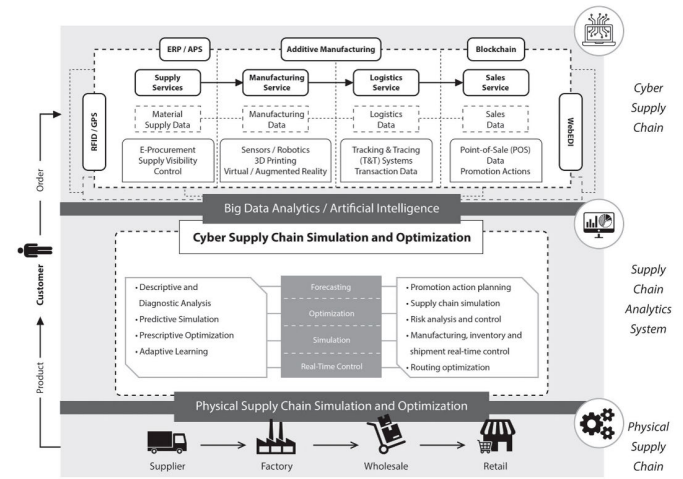 ERP / APS
Additive Manufacturing
Blockchain
Supply
Services
Manufacturing
Service
Logistics
Service
Sales
Service
RFID / GPS
WebEDI
Material
Supply Data
Manufacturing
Data
Logistics
Data
Sales
Data
E-Procurement
Supply Visibility
Control
Sensors / Robotics
3D Printing
Virtual / Augmented Reality
Tracking & Tracing
(T&T) Systems
Transaction Data
Point-of-Sale (POS)
Data
Promotion Actions
Cyber
Supply
Chain
Order
Customer
Product
Big Data Analytics / Artificial Intelligence
Cyber Supply Chain Simulation and Optimization
• Descriptive and
Diagnostic Analysis
• Predictive Simulation
• Prescriptive Optimization
• Adaptive Learning
Forecasting
Optimization
Simulation
Real-Time Control
• Promotion action planning
• Supply chain simulation
• Risk analysis and control
• Manufacturing, inventory and
shipment real-time control
• Routing optimization
Supply
Chain
Analytics
System
Physical Supply Chain Simulation and Optimization
Supplier
Factory
Wholesale
Retail
Physical
Supply
Chain